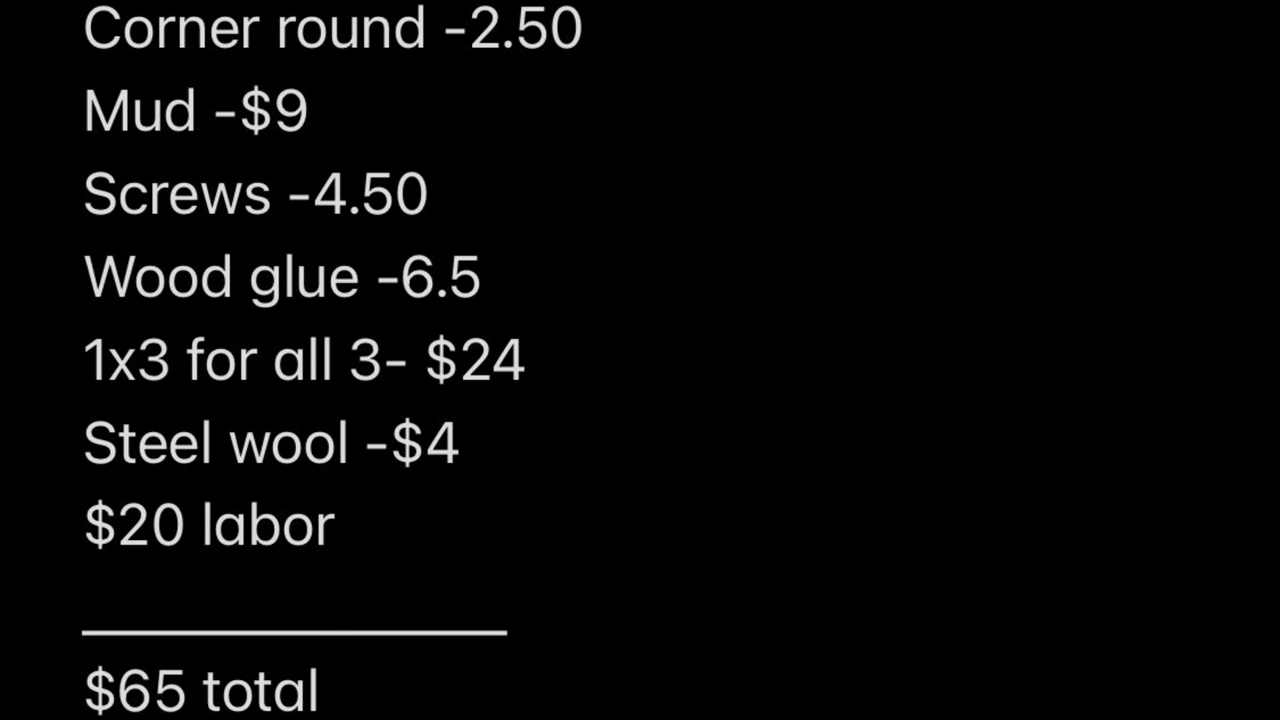 Corner round -2.50
Mud -$9
Screws -4.50
Wood glue -6.5
1x3 for all 3- $24
Steel wool -$4
$20 labor
$65 total